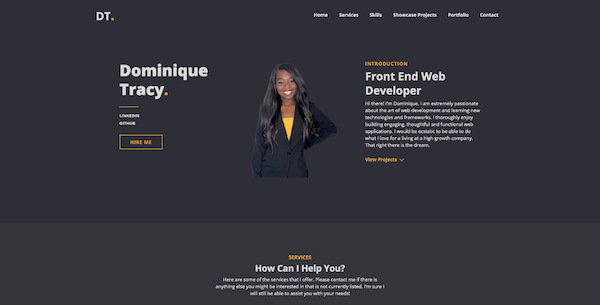 DT.
Home Services Skills Showcase Projects Portfolio Contact
Dominique
Tracy.
LINKEDIN
GITHUB
HIRE ME
INTRODUCTION
Front End Web
Developer
Hi there! I'm Dominique. I am extremely passionate
about the art of web development and learning new
technologies and frameworks. I thoroughly enjoy
building engaging, thoughtful and functional web
applications. I would be ecstatic to be able to do
what I love for a living at a high growth company.
That right there is the dream.
View Projects
SERVICES
How Can I Help You?
Here are some of the services that I offer. Please contact me if there is
anything else you might be interested in that is not currently listed. I'm sure I
will still be able to assist you with your needs!